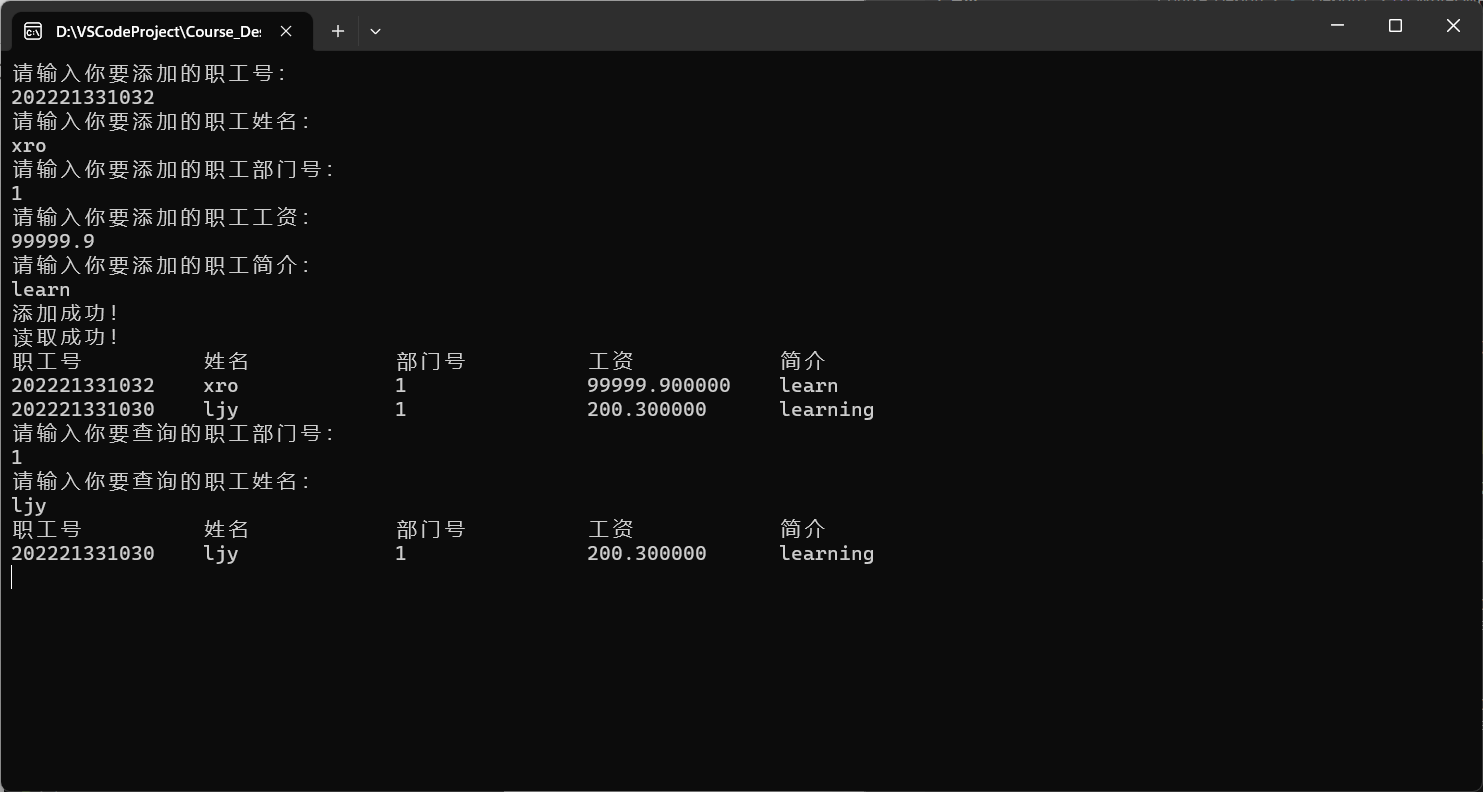 D:\VSCodeProject\Course_Des
请输入你要添加的职工号：
202221331032
请输入你要添加的职工姓名：
xro
请输入你要添加的职工部门号：
1
请输入你要添加的职工工资：
99999.9
请输入你要添加的职工简介：
learn
添加成功！
读取成功！
职工号 姓名 部门号 工资 简介
202221331032 xro 1 99999.900000 learn
202221331030 ljy 1 200.300000 learning
请输入你要查询的职工部门号：
1
请输入你要查询的职工姓名：
ljy
职工号 姓名 部门号 工资 简介
202221331030 ljy 1 200.300000 learning